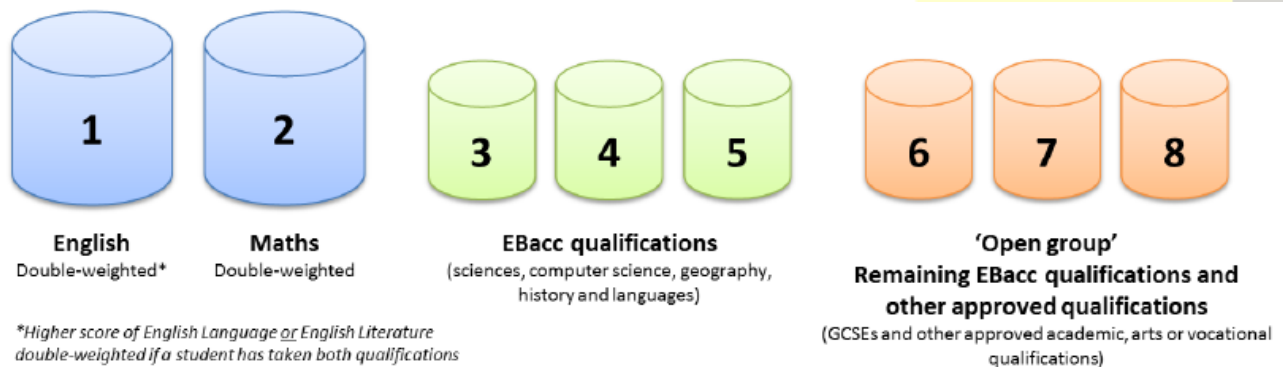 1
2
3
4
5
6
7
8
English
Double-weighted*
Maths
Double-weighted
EBacc qualifications
(sciences, computer science, geography,
history and languages)
‘Open group’
Remaining EBacc qualifications and
other approved qualifications
(GCSEs and other approved academic, arts or vocational
qualifications)
*Higher score of English Language or English Literature
double-weighted if a student has taken both qualifications